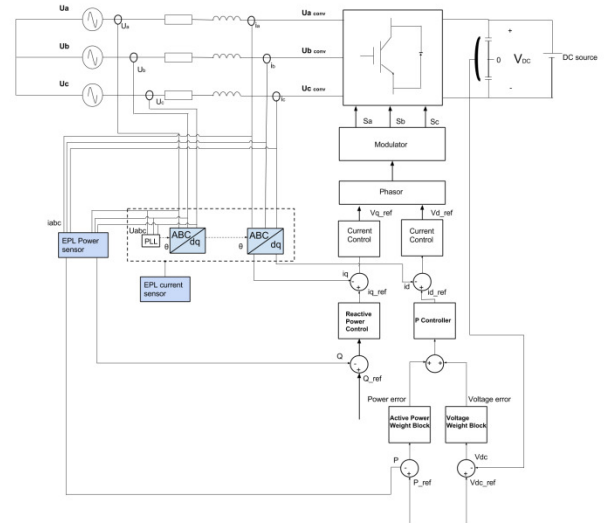 Ua
Ua
Ia
Ua conv
Ub
Ub
Ib
Ub conv
Uc
Uc
Ic
Uc conv
+
0
VDC
-
DC source
Sa
Sb
Sc
Modulator
Phasor
Vq_ref
Vd_ref
Current
Control
Current
Control
iabc
Uabc
EPL Power
sensor
PLL
θ
ABC
dq
θ
ABC
dq
EPL current
sensor
iq
-
+
iq_ref
id
-
+
id_ref
Reactive
Power
Control
P Controller
Q
-
+
Q_ref
+
+
Power error
Voltage error
Active Power
Weight Block
Voltage
Weight Block
P
-
+
P_ref
Vdc
-
+
Vdc_ref